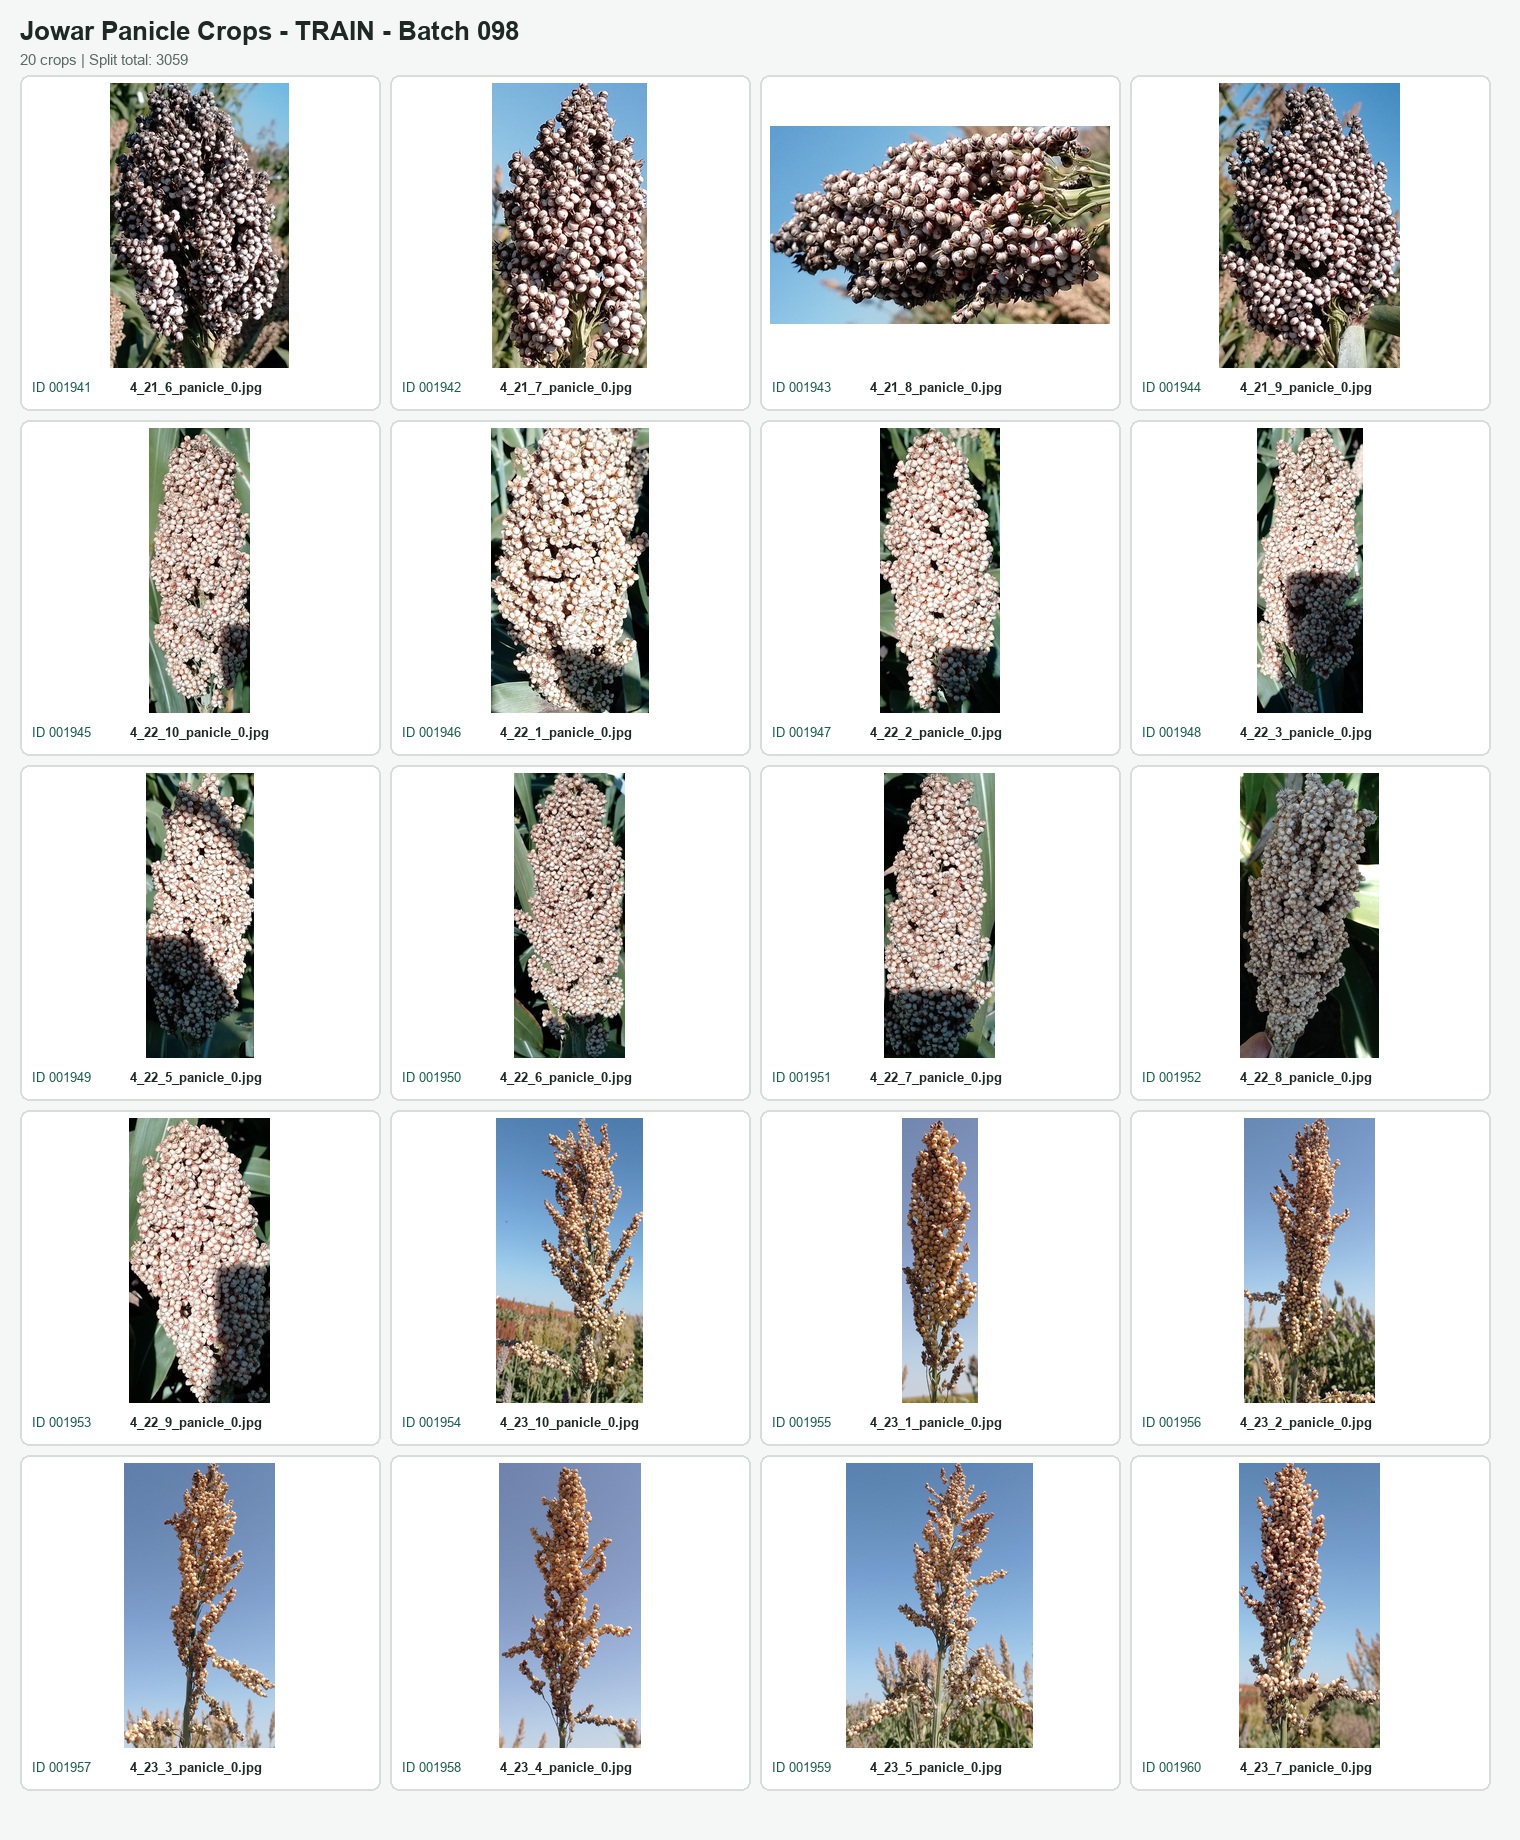 Jowar Panicle Crops - TRAIN - Batch 098
20 crops | Split total: 3059
ID 001941 4_21_6_panicle_0.jpg
ID 001942 4_21_7_panicle_0.jpg
ID 001943 4_21_8_panicle_0.jpg
ID 001944 4_21_9_panicle_0.jpg
ID 001945 4_22_10_panicle_0.jpg
ID 001946 4_22_1_panicle_0.jpg
ID 001947 4_22_2_panicle_0.jpg
ID 001948 4_22_3_panicle_0.jpg
ID 001949 4_22_5_panicle_0.jpg
ID 001950 4_22_6_panicle_0.jpg
ID 001951 4_22_7_panicle_0.jpg
ID 001952 4_22_8_panicle_0.jpg
ID 001953 4_22_9_panicle_0.jpg
ID 001954 4_23_10_panicle_0.jpg
ID 001955 4_23_1_panicle_0.jpg
ID 001956 4_23_2_panicle_0.jpg
ID 001957 4_23_3_panicle_0.jpg
ID 001958 4_23_4_panicle_0.jpg
ID 001959 4_23_5_panicle_0.jpg
ID 001960 4_23_7_panicle_0.jpg